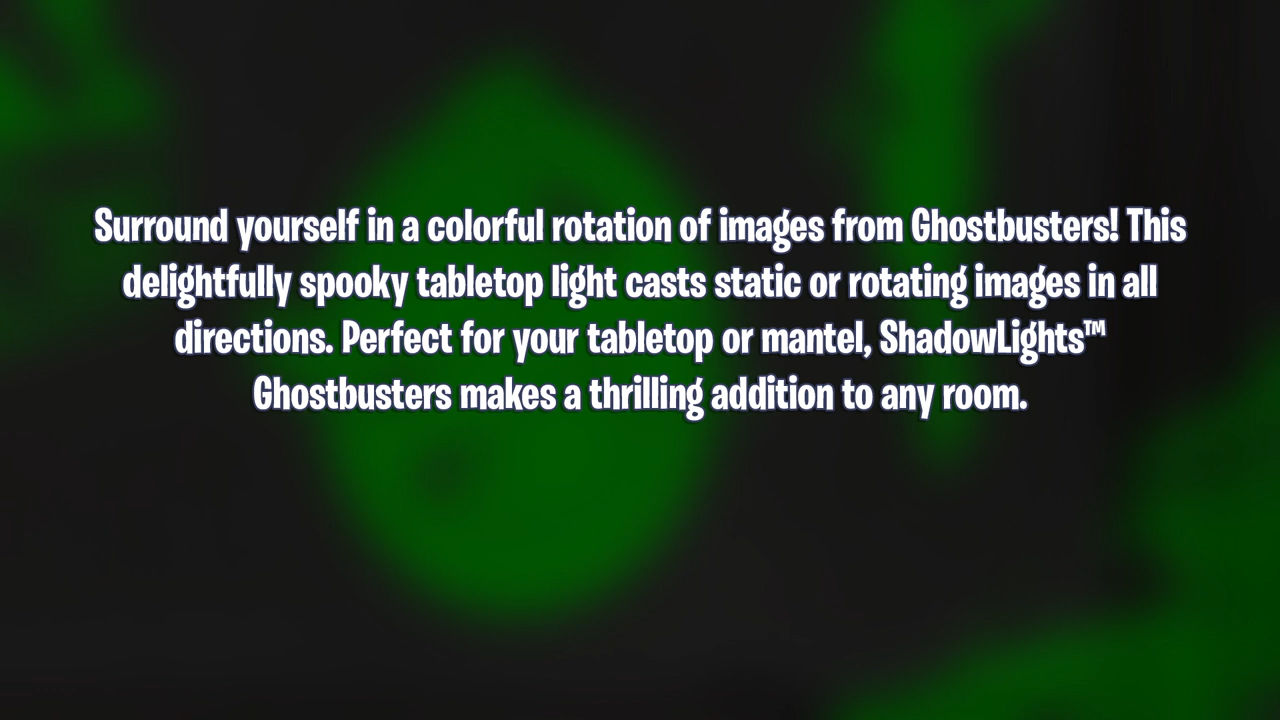 Surround yourself in a colorful rotation of images from Ghostbusters! This
delightfully spooky tabletop light casts static or rotating images in all
directions. Perfect for your tabletop or mantel, ShadowLights™
Ghostbusters makes a thrilling addition to any room.